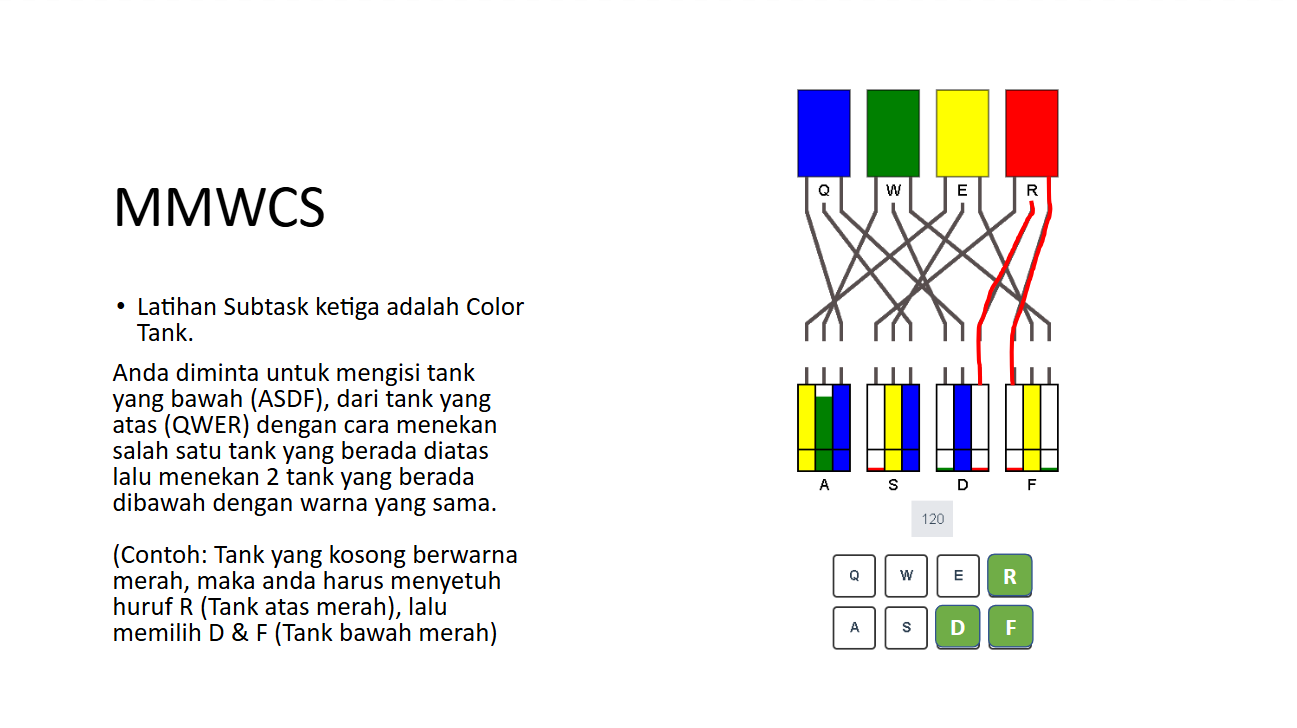 MMWCS
• Latihan Subtask ketiga adalah Color
Tank.
Anda diminta untuk mengisi tank
yang bawah (ASDF), dari tank yang
atas (QWER) dengan cara menekan
salah satu tank yang berada diatas
lalu menekan 2 tank yang berada
dibawah dengan warna yang sama.
(Contoh: Tank yang kosong berwarna
merah, maka anda harus menyetuh
huruf R (Tank atas merah), lalu
memilih D & F (Tank bawah merah)
Q W E R
A S D F
120
Q W E R
A S D F